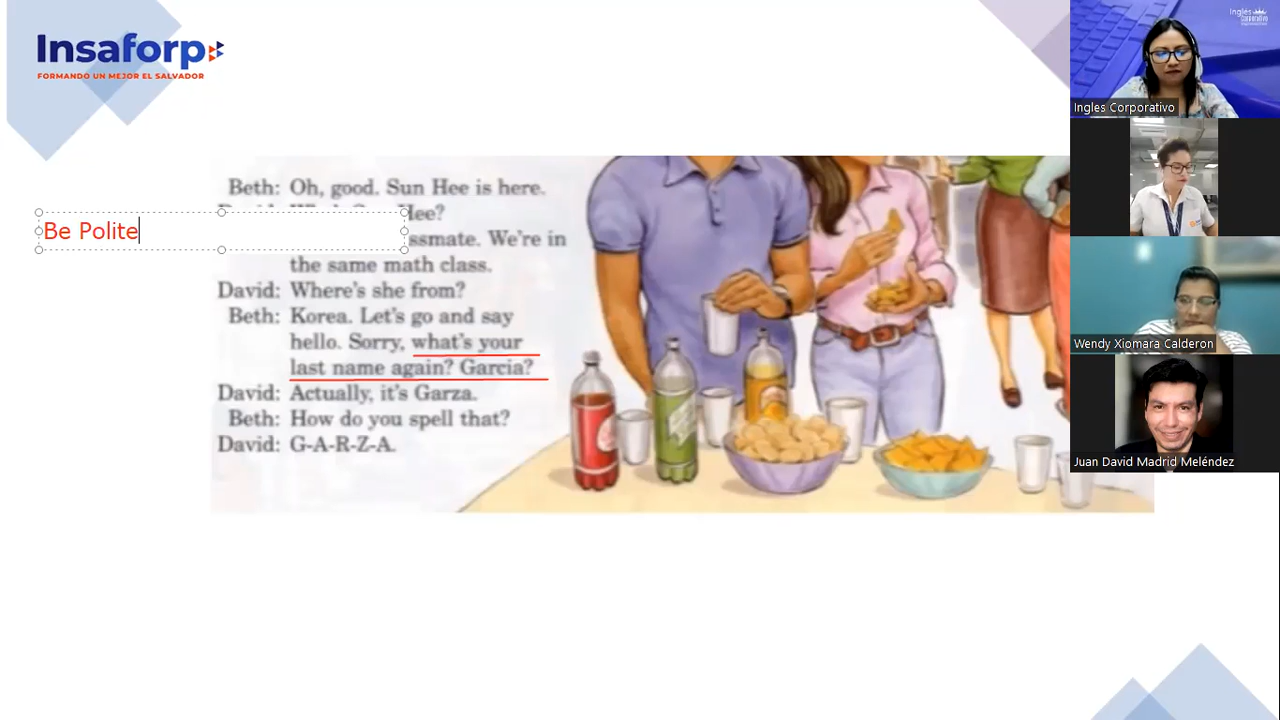 Insaforp
FORMANDO UN MEJOR EL SALVADOR
Beth: Oh, good. Sun Hee is here.
Hee?
Be Polite
ssmate. We're in
the same math class.
David: Where's she from?
Beth: Korea. Let's go and say
hello. Sorry, what's your
last name again? Garcia?
David: Actually, it's Garza.
Beth: How do you spell that?
David: G-A-R-Z-A.
Inglés
Corporativo
Ingles Corporativo
Wendy Xiomara Calderon
Juan David Madrid Meléndez